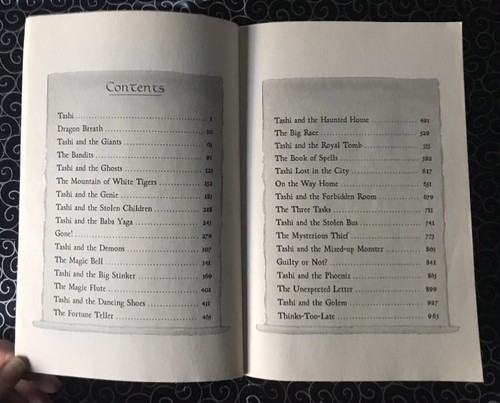 Contents
Tashi 1
Dragon Breath
Tashi and the Giants 65
The Bandits 95
Tashi and the Ghosts 125
The Mountain of White Tigers 152
Tashi and the Genie 185
Tashi and the Stolen Children 218
Tashi and the Baba Yaga 245
Gone! 276
Tashi and the Demons 307
The Magic Bell 345
Tashi and the Big Stinker 369
The Magic Flute 402
Tashi and the Dancing Shoes 431
The Fortune Teller 465
Tashi and the Haunted House 491
The Big Race 520
Tashi and the Royal Tomb 555
The Book of Spells 582
Tashi Lost in the City 617
On the Way Home 651
Tashi and the Forbidden Room 679
The Three Tasks 711
Tashi and the Stolen Bus 741
The Mysterious Thief 773
Tashi and the Mixed-up Monster 803
Guilty or Not? 842
Tashi and the Phoenix 865
The Unexpected Letter 899
Tashi and the Golem 927
Thinks-Too-Late 965